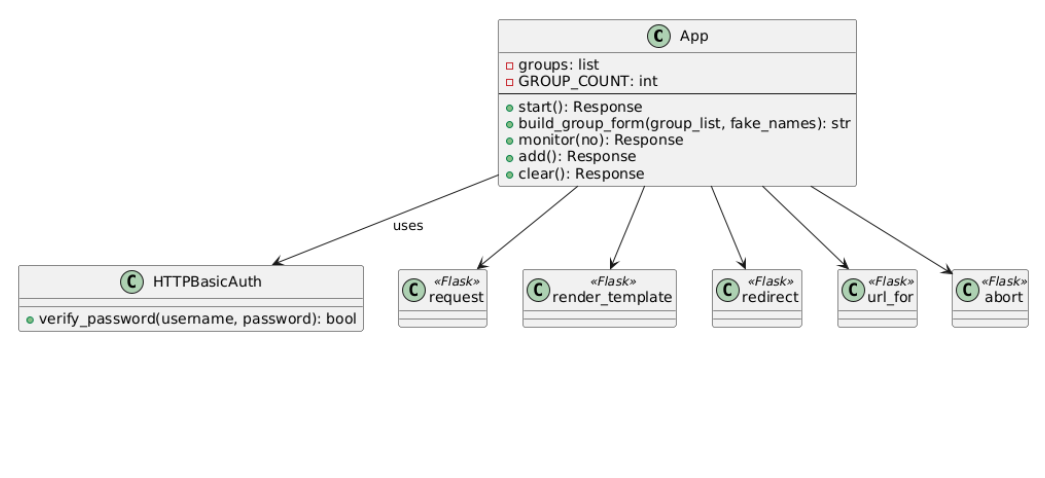 C App
groups: list
GROUP_COUNT: int
start(): Response
build_group_form(group_list, fake_names): str
monitor(no): Response
add(): Response
clear(): Response
uses
C HTTPBasicAuth
verify_password(username, password): bool
C «Flask»
request
C «Flask»
render_template
C «Flask»
redirect
C «Flask»
url_for
C «Flask»
abort